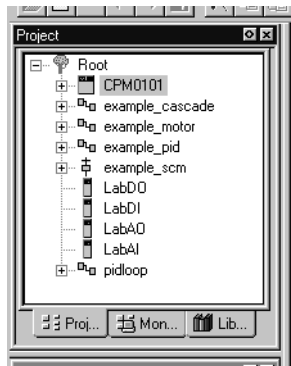 Project
Root
CPM0101
example_cascade
example_motor
example_pid
example_scm
LabDO
LabDI
LabAO
LabAI
pidloop
Proj... Mon... Lib...